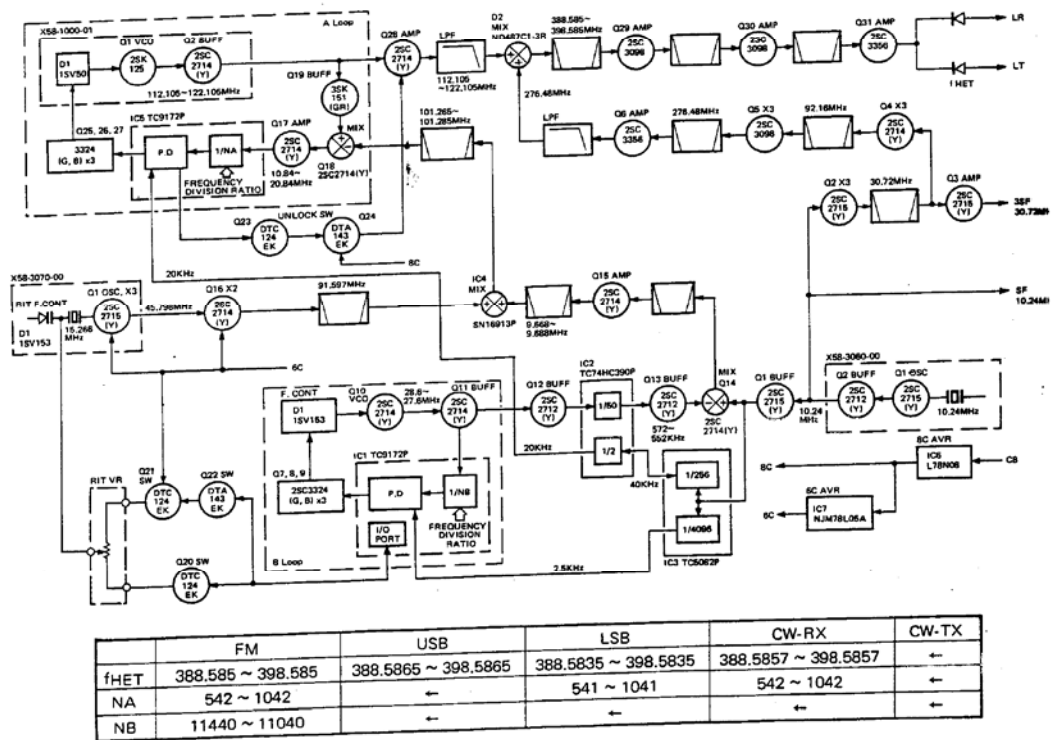 X58-1000-01
A Loop
D1
1SV50
Q1 VCO
2SK
125
Q2 BUFF
2SC
2714
(Y)
112.105~122.105MHz
Q28 AMP
2SC
2714
(Y)
LPF
112.105
~122.105MHz
D2
MIX
ND487C1-3R
388.585~
398.585MHz
Q29 AMP
2SC
3098
Q30 AMP
2SC
3098
Q31 AMP
2SC
3356
LR
LT
f HET
Q19 BUFF
3SK
151
(GR)
276.48MHz
Q25, 26, 27
3324
(G, B) x3
IC5 TC9172P
P.D
1/NA
FREQUENCY
DIVISION RATIO
Q17 AMP
2SC
2714
(Y)
10.84~
20.84MHz
MIX
Q18
2SC2714(Y)
101.265~
101.285MHz
LPF
Q6 AMP
2SC
3356
276.48MHz
Q5 X3
2SC
3098
92.16MHz
Q4 X3
2SC
2714
(Y)
UNLOCK SW
Q23
DTC
124
EK
Q24
DTA
143
EK
8C
Q2 X3
2SC
2715
(Y)
30.72MHz
Q3 AMP
2SC
2715
(Y)
3SF
30.72M
X58-3070-00
RIT F.CONT
D1
1SV153
15.266
MHz
Q1 OSC, X3
2SC
2715
(Y)
45.798MHz
Q16 X2
2SC
2714
(Y)
91.597MHz
20KHz
IC4
MIX
SN16913P
9.668~
9.688MHz
Q15 AMP
2SC
2714
(Y)
SF
10.24M
6C
F. CONT
D1
1SV153
Q10
VCO
2SC
2714
(Y)
28.6~
27.6MHz
Q11 BUFF
2SC
2714
(Y)
Q12 BUFF
2SC
2712
(Y)
IC2
TC74HC390P
1/50
1/2
20KHz
Q13 BUFF
2SC
2712
(Y)
572~
552KHz
MIX
Q14
2SC
2714(Y)
Q1 BUFF
2SC
2715
(Y)
10.24
MHz
X58-3060-00
Q2 BUFF
2SC
2712
(Y)
Q1 OSC
2SC
2715
(Y)
10.24MHz
8C AVR
8C
IC6
L78N08
C8
6C AVR
6C
IC7
NJM78L05A
Q7, 8, 9
2SC3324
(G, B) x3
IC1 TC9172P
P.D
1/NB
FREQUENCY
DIVISION
RATIO
I/O
PORT
B Loop
40KHz
1/256
1/4096
IC3 TC5082P
2.5KHz
RIT VR
Q21
SW
DTC
124
EK
Q22 SW
DTA
143
EK
Q20 SW
DTC
124
EK
FM USB LSB CW-RX CW-TX
fHET 388.585 ~ 398.585 388.5865 ~ 398.5865 388.5835 ~ 398.5835 388.5857 ~ 398.5857 ←
NA 542 ~ 1042 ← 541 ~ 1041 542 ~ 1042 ←
NB 11440 ~ 11040 ← ← ← ←